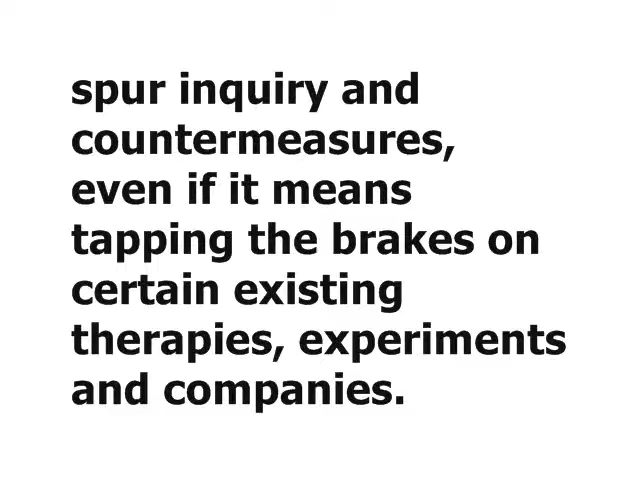 spur inquiry and
countermeasures,
even if it means
tapping the brakes on
certain existing
therapies, experiments
and companies.